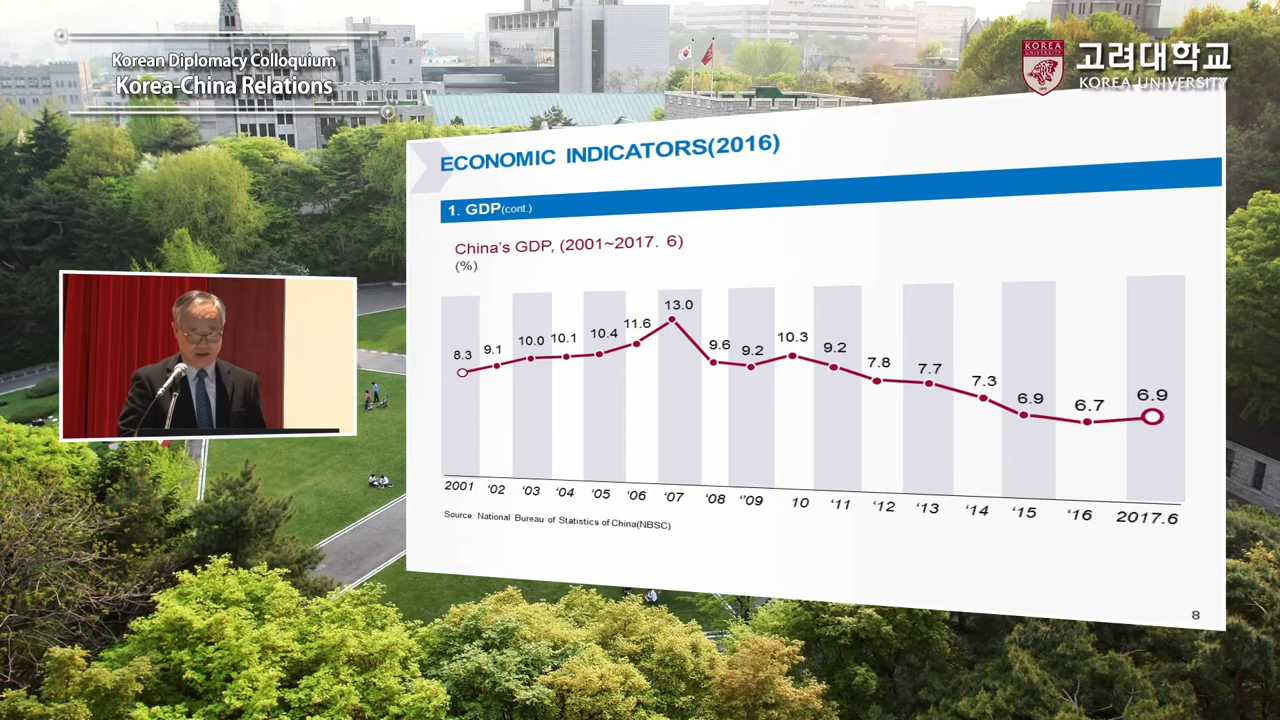 Korean Diplomacy Colloquium
Korea-China Relations
KOREA
고려대학교
KOREA UNIVERSITY
ECONOMIC INDICATORS(2016)
1. GDP(cont.)
China's GDP, (2001~2017. 6)
(%)
8.3 9.1 10.0 10.1 10.4 11.6 13.0 9.6 9.2 10.3 9.2 7.8 7.7 7.3 6.9 6.7 6.9
2001 ‘02 ‘03 ‘04 ‘05 ‘06 ‘07 ‘08 ‘’09 10 ‘11 ‘12 ‘13 ‘14 ‘15 ‘16 2017.6
Source: National Bureau of Statistics of China(NBSC)
8